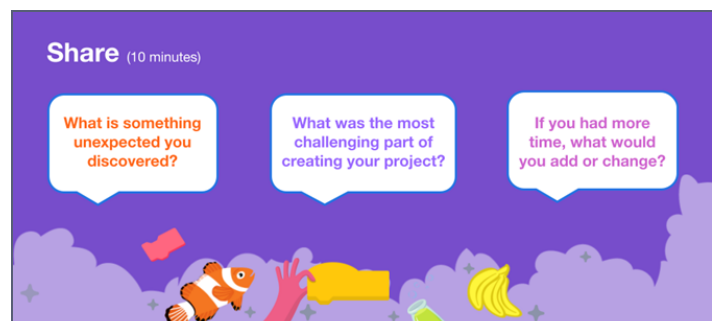 Share (10 minutes)
What is something
unexpected you
discovered?
What was the most
challenging part of
creating your project?
If you had more
time, what would
you add or change?